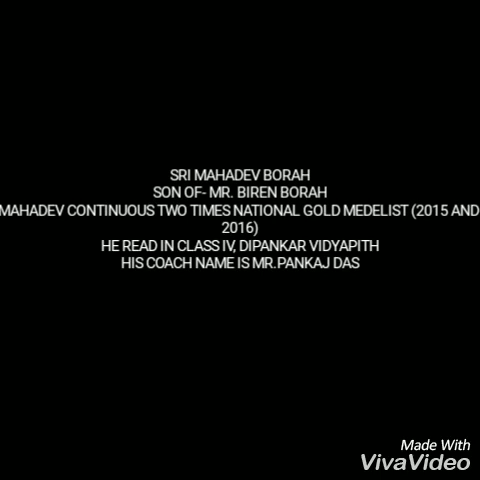 SRI MAHADEV BORAH
SON OF- MR. BIREN BORAH
MAHADEV CONTINUOUS TWO TIMES NATIONAL GOLD MEDELIST (2015 AND
2016)
HE READ IN CLASS IV, DIPANKAR VIDYAPITH
HIS COACH NAME IS MR.PANKAJ DAS
Made With
VivaVideo